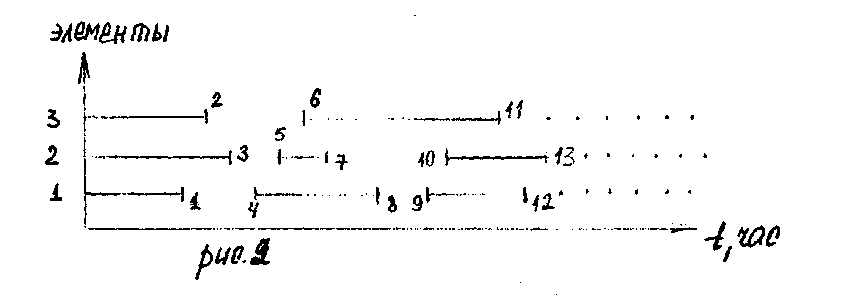 элементы
3 2 6 11
2 3 5 7 10 13
1 1 4 8 9 12
t, час
рис. 2